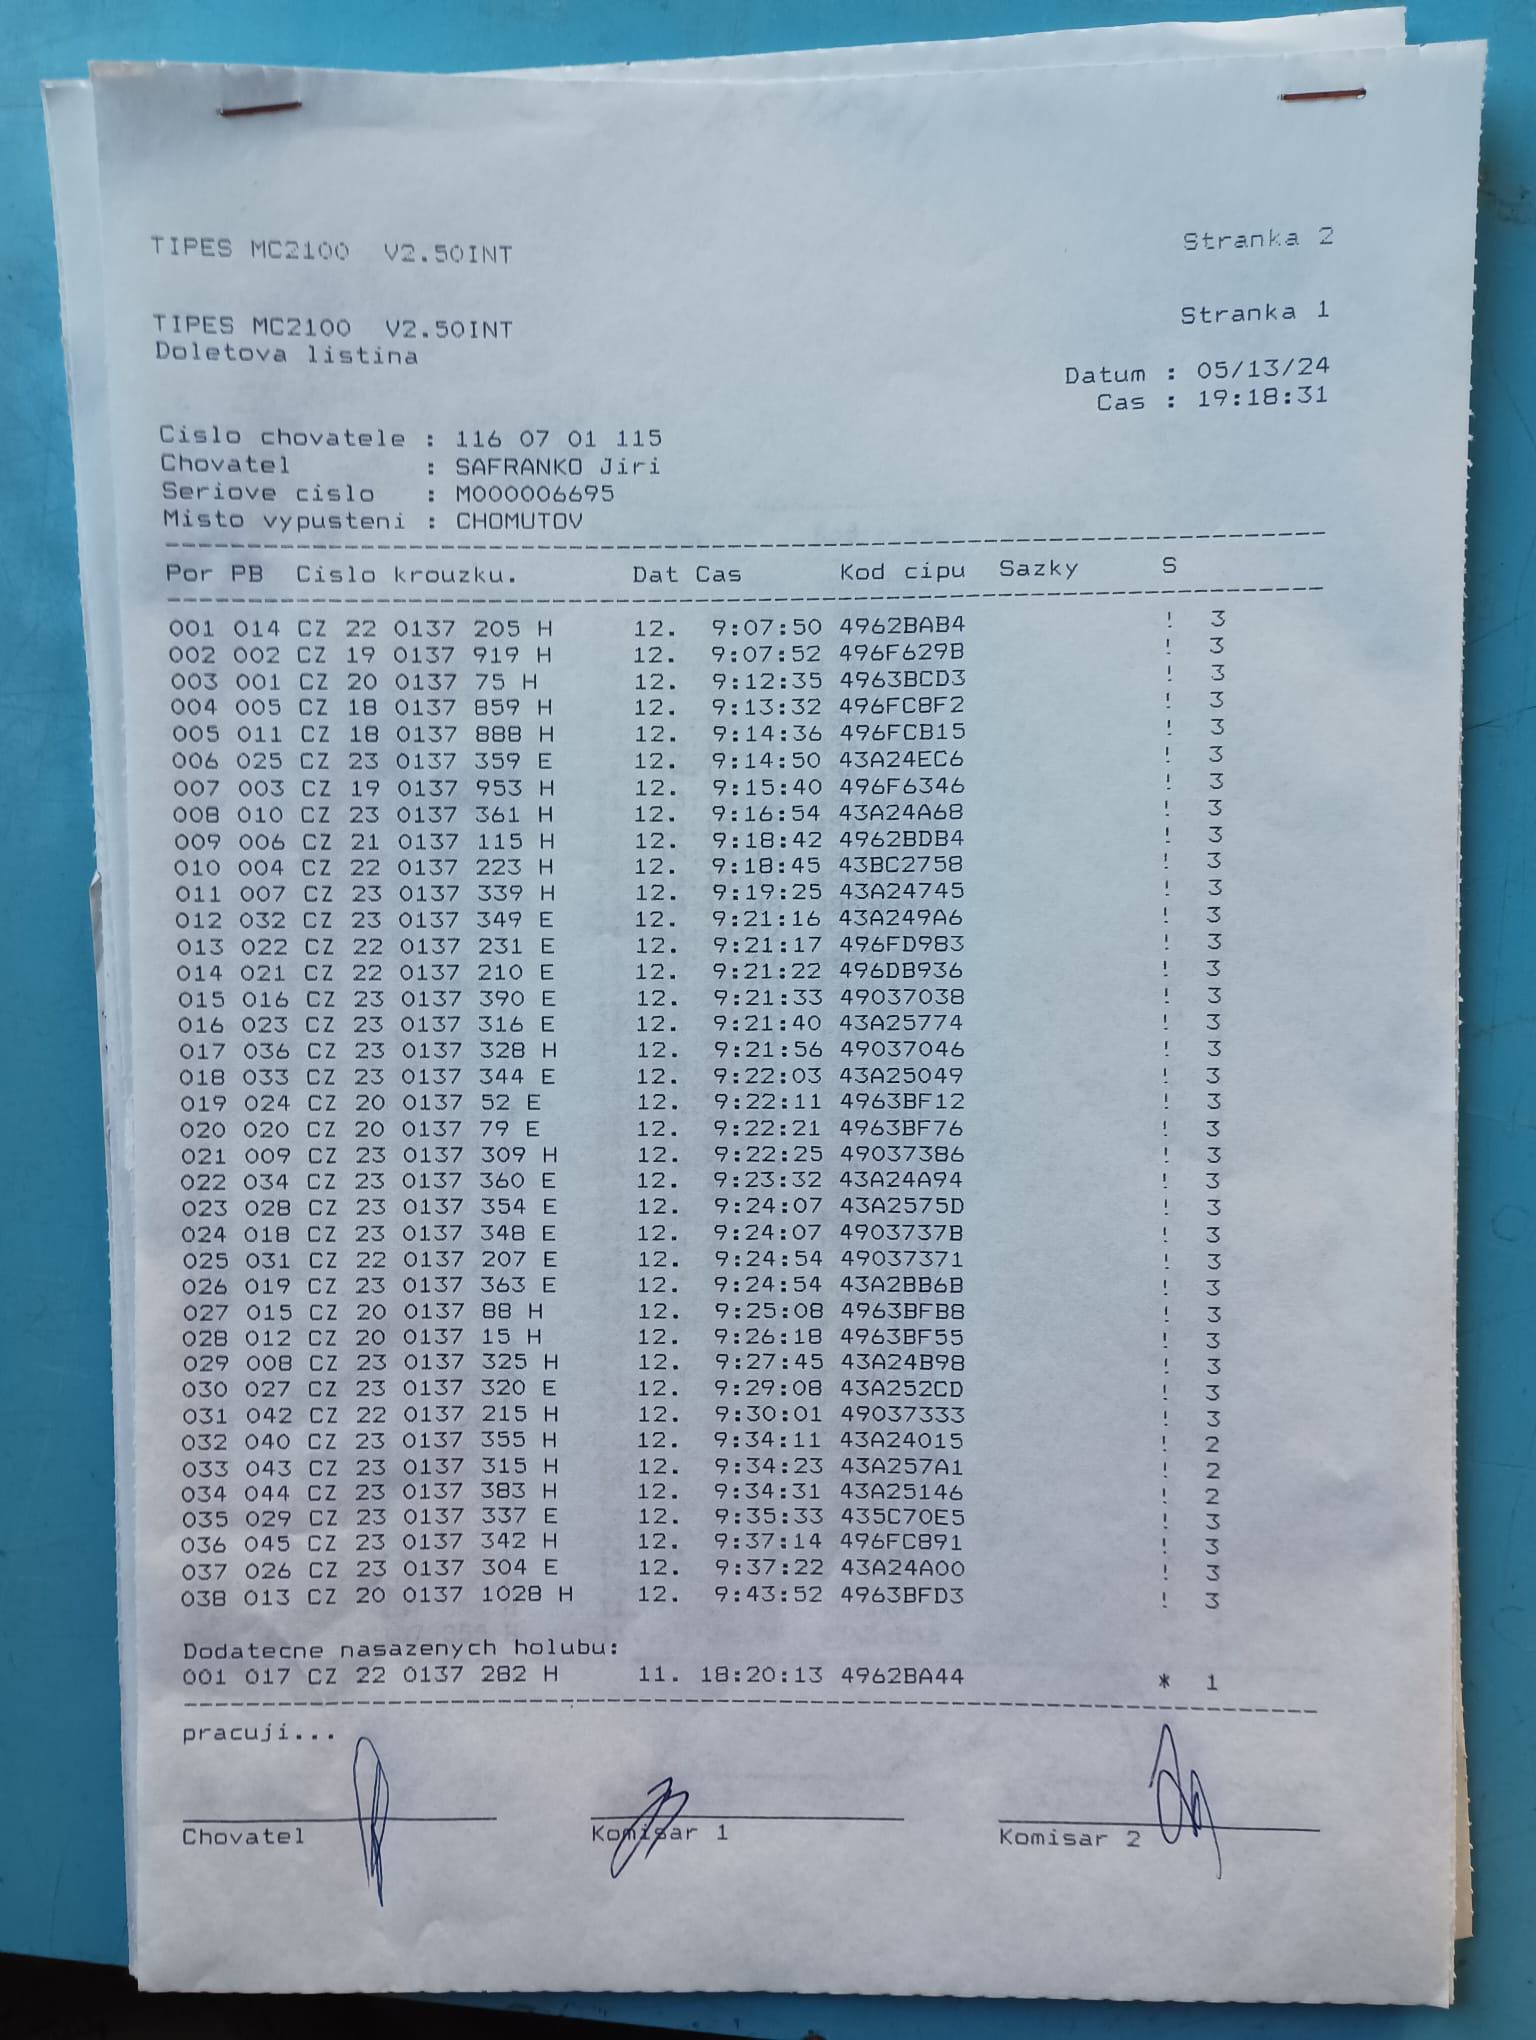 TIPES MC2100 V2.50INT Stranka 2
TIPES MC2100 V2.50INT Stranka 1
Doletova listina
Datum : 05/13/24
Cas : 19:18:31
Cislo chovatele : 116 07 01 115
Chovatel : SAFRANKO Jiri
Seriove cislo : M000006695
Misto vypusteni : CHOMUTOV
Por PB Cislo krouzku. Dat Cas Kod cipu Sazky S
001 014 CZ 22 0137 205 H 12. 9:07:50 4962BAB4 ! 3
002 002 CZ 19 0137 919 H 12. 9:07:52 496F629B ! 3
003 001 CZ 20 0137 75 H 12. 9:12:35 4963BCD3 ! 3
004 005 CZ 18 0137 859 H 12. 9:13:32 496FC8F2 ! 3
005 011 CZ 18 0137 888 H 12. 9:14:36 496FCB15 ! 3
006 025 CZ 23 0137 359 E 12. 9:14:50 43A24EC6 ! 3
007 003 CZ 19 0137 953 H 12. 9:15:40 496F6346 ! 3
008 010 CZ 23 0137 361 H 12. 9:16:54 43A24A68 ! 3
009 006 CZ 21 0137 115 H 12. 9:18:42 4962BDB4 ! 3
010 004 CZ 22 0137 223 H 12. 9:18:45 43BC2758 ! 3
011 007 CZ 23 0137 339 H 12. 9:19:25 43A24745 ! 3
012 032 CZ 23 0137 349 E 12. 9:21:16 43A249A6 ! 3
013 022 CZ 22 0137 231 E 12. 9:21:17 496FD983 ! 3
014 021 CZ 22 0137 210 E 12. 9:21:22 496DB936 ! 3
015 016 CZ 23 0137 390 E 12. 9:21:33 49037038 ! 3
016 023 CZ 23 0137 316 E 12. 9:21:40 43A25774 ! 3
017 036 CZ 23 0137 328 H 12. 9:21:56 49037046 ! 3
018 033 CZ 23 0137 344 E 12. 9:22:03 43A25049 ! 3
019 024 CZ 20 0137 52 E 12. 9:22:11 4963BF12 ! 3
020 020 CZ 20 0137 79 E 12. 9:22:21 4963BF76 ! 3
021 009 CZ 23 0137 309 H 12. 9:22:25 49037386 ! 3
022 034 CZ 23 0137 360 E 12. 9:23:32 43A24A94 ! 3
023 028 CZ 23 0137 354 E 12. 9:24:07 43A2575D ! 3
024 018 CZ 23 0137 348 E 12. 9:24:07 4903737B ! 3
025 031 CZ 22 0137 207 E 12. 9:24:54 49037371 ! 3
026 019 CZ 23 0137 363 E 12. 9:24:54 43A2BB6B ! 3
027 015 CZ 20 0137 88 H 12. 9:25:08 4963BFB8 ! 3
028 012 CZ 20 0137 15 H 12. 9:26:18 4963BF55 ! 3
029 008 CZ 23 0137 325 H 12. 9:27:45 43A24B98 ! 3
030 027 CZ 23 0137 320 E 12. 9:29:08 43A252CD ! 3
031 042 CZ 22 0137 215 H 12. 9:30:01 49037333 ! 3
032 040 CZ 23 0137 355 H 12. 9:34:11 43A24015 ! 2
033 043 CZ 23 0137 315 H 12. 9:34:23 43A257A1 ! 2
034 044 CZ 23 0137 383 H 12. 9:34:31 43A25146 ! 2
035 029 CZ 23 0137 337 E 12. 9:35:33 435C70E5 ! 3
036 045 CZ 23 0137 342 H 12. 9:37:14 496FC891 ! 3
037 026 CZ 23 0137 304 E 12. 9:37:22 43A24A00 ! 3
038 013 CZ 20 0137 1028 H 12. 9:43:52 4963BFD3 ! 3
Dodatecne nasazenych holubu:
001 017 CZ 22 0137 282 H 11. 18:20:13 4962BA44 * 1
pracuji...
Chovatel Komisar 1 Komisar 2